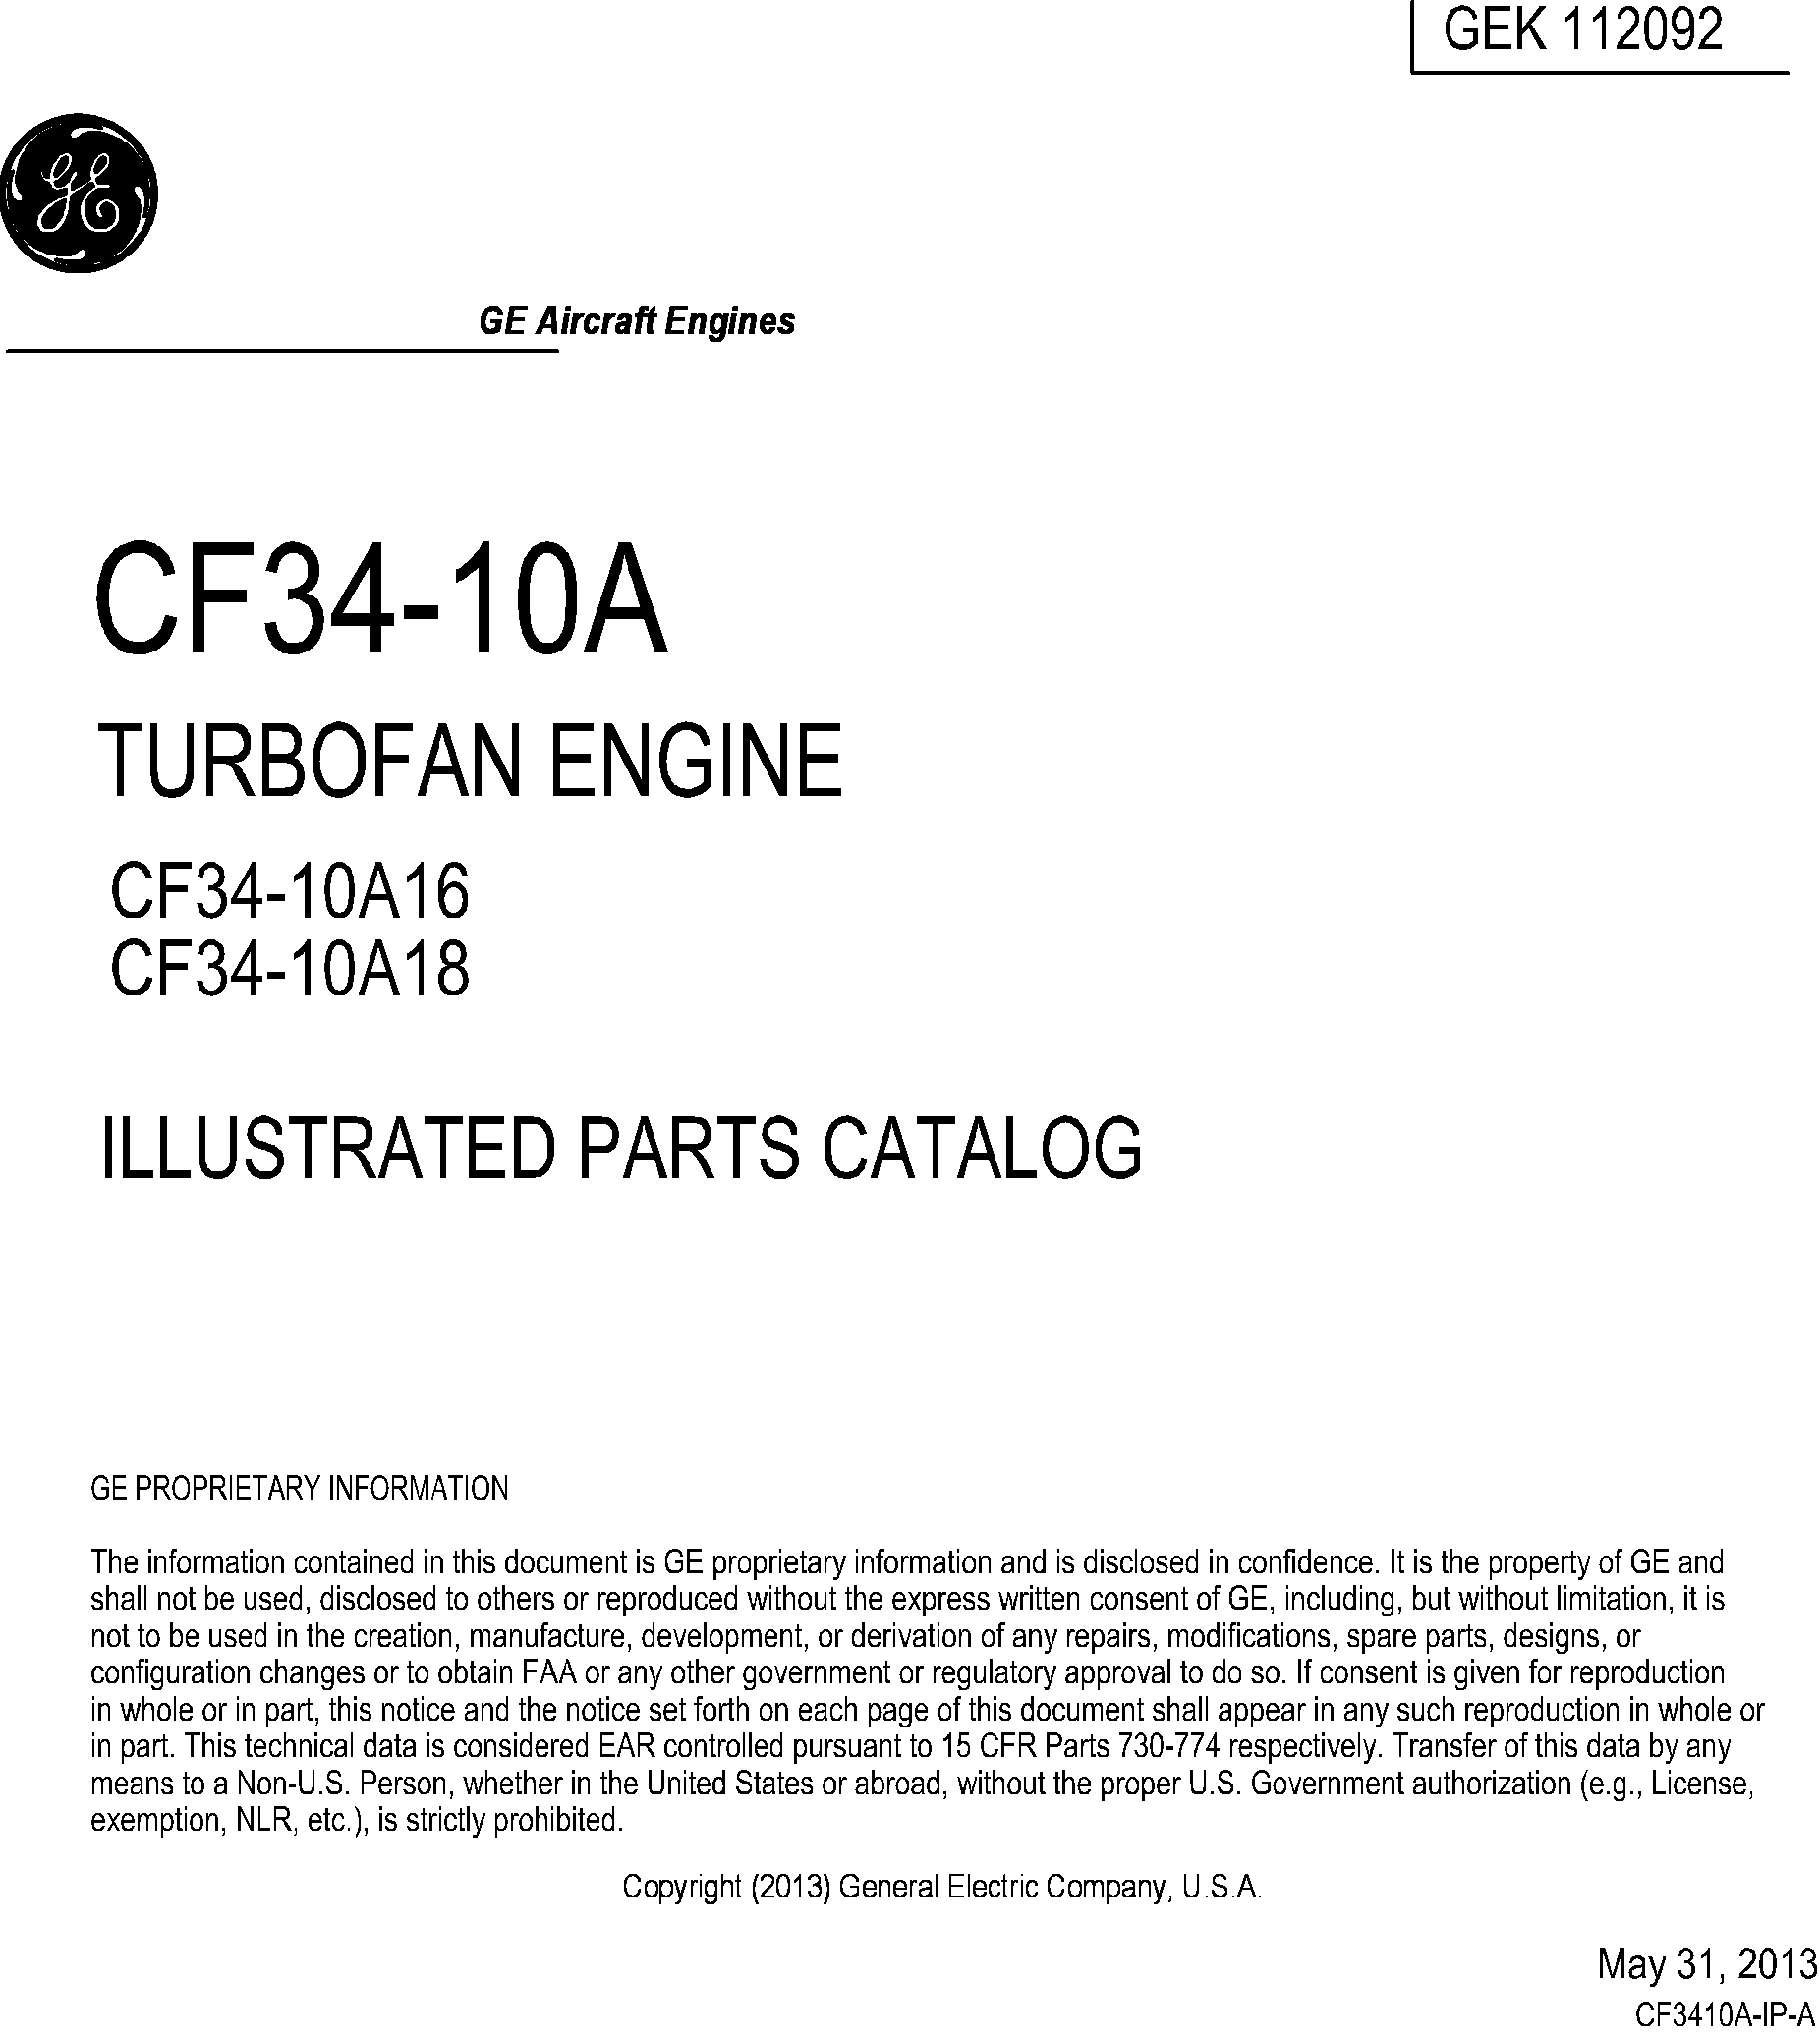 GEK 112092
GE
GE Aircraft Engines
CF34-10A
TURBOFAN ENGINE
CF34-10A16
CF34-10A18
ILLUSTRATED PARTS CATALOG
GE PROPRIETARY INFORMATION
The information contained in this document is GE proprietary information and is disclosed in confidence. It is the property of GE and
shall not be used, disclosed to others or reproduced without the express written consent of GE, including, but without limitation, it is
not to be used in the creation, manufacture, development, or derivation of any repairs, modifications, spare parts, designs, or
configuration changes or to obtain FAA or any other government or regulatory approval to do so. If consent is given for reproduction
in whole or in part, this notice and the notice set forth on each page of this document shall appear in any such reproduction in whole or
in part. This technical data is considered EAR controlled pursuant to 15 CFR Parts 730-774 respectively. Transfer of this data by any
means to a Non-U.S. Person, whether in the United States or abroad, without the proper U.S. Government authorization (e.g., License,
exemption, NLR, etc.), is strictly prohibited.
Copyright (2013) General Electric Company, U.S.A.
May 31, 2013
CF3410A-IP-A